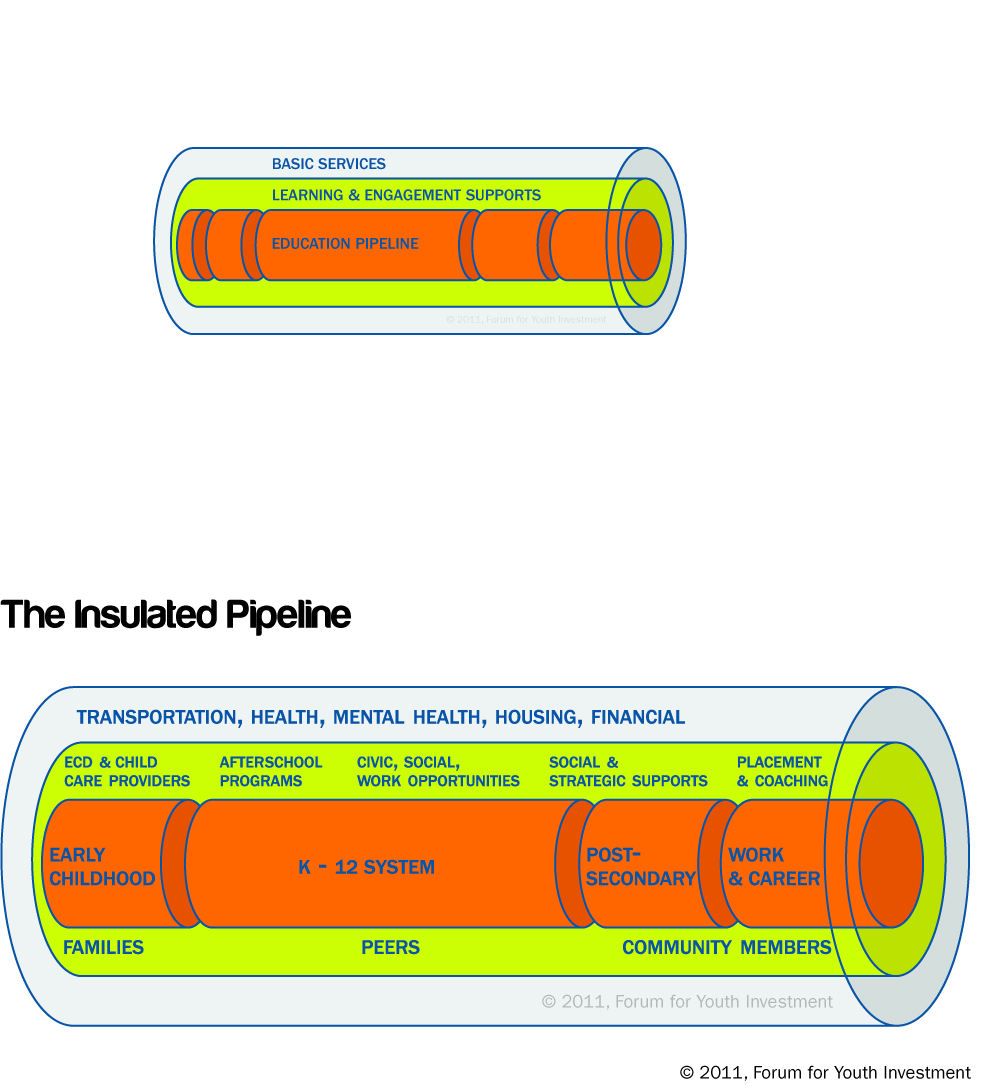 BASIC SERVICES
LEARNING & ENGAGEMENT SUPPORTS
EDUCATION PIPELINE
© 2011, Forum for Youth Investment
The Insulated Pipeline
TRANSPORTATION, HEALTH, MENTAL HEALTH, HOUSING, FINANCIAL
ECD & CHILD
CARE PROVIDERS
AFTERSCHOOL
PROGRAMS
CIVIC, SOCIAL,
WORK OPPORTUNITIES
SOCIAL &
STRATEGIC SUPPORTS
PLACEMENT
& COACHING
EARLY
CHILDHOOD
K - 12 SYSTEM
POST-
SECONDARY
WORK
& CAREER
FAMILIES
PEERS
COMMUNITY MEMBERS
© 2011, Forum for Youth Investment
© 2011, Forum for Youth Investment